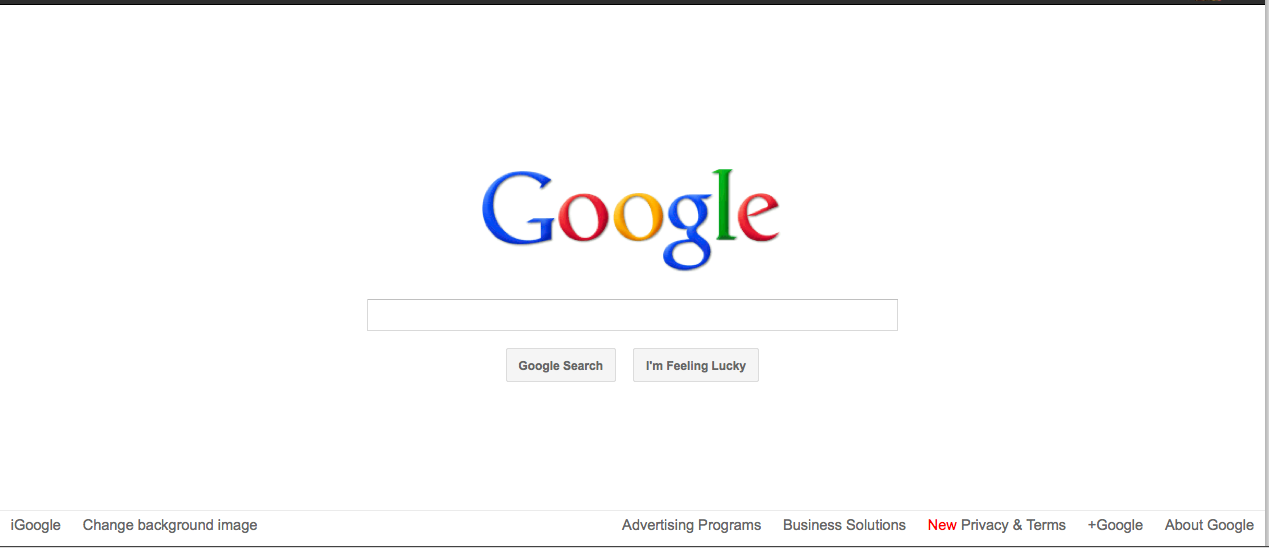 Google
Google Search I'm Feeling Lucky
iGoogle Change background image Advertising Programs Business Solutions New Privacy & Terms +Google About Google